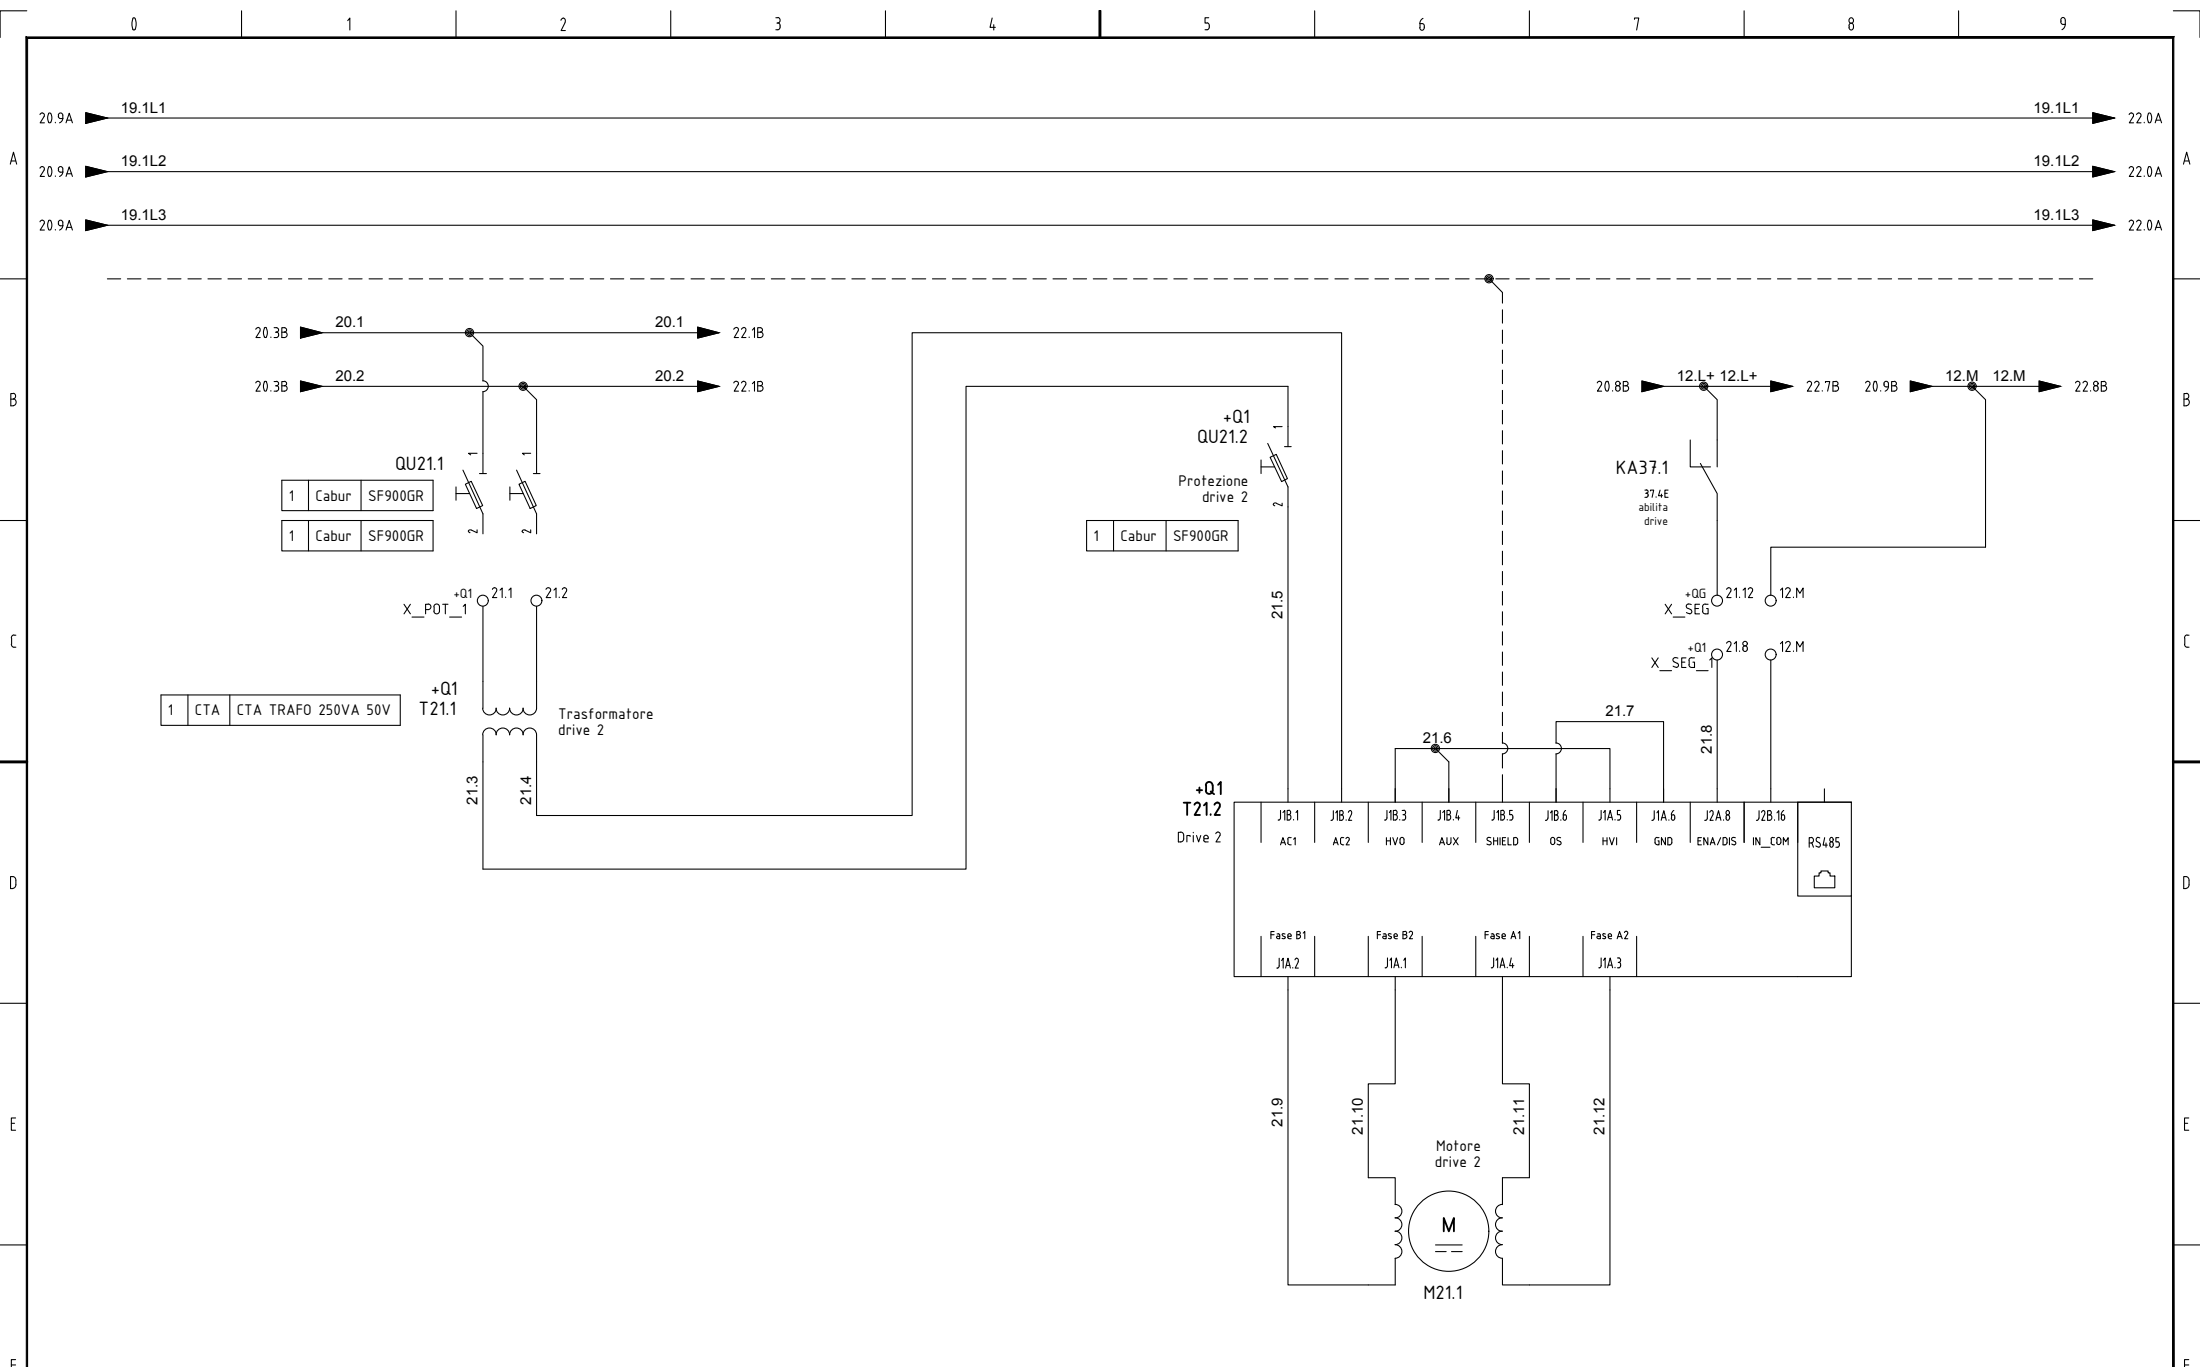 0 1 2 3 4 5 6 7 8 9
19.1L1 19.1L1
20.9A 22.0A
A A
19.1L2 19.1L2
20.9A 22.0A
19.1L3 19.1L3
20.9A 22.0A
20.1 20.1
20.3B 22.1B
20.2 20.2
20.3B 22.1B
12.L+ 12.L+ 12.M 12.M
20.8B 22.7B 20.9B 22.8B
B B
+Q1
QU21.2
1
2
Protezione
drive 2
1 Cabur SF900GR
QU21.1
1 1
2 2
1 Cabur SF900GR
1 Cabur SF900GR
KA37.1
37.4E
abilita
drive
+Q1 21.1 21.2
X_POT_1
21.5
+QG 21.12 12.M
X_SEG
+Q1 21.8 12.M
X_SEG_1
C C
+Q1
T21.1
1 CTA CTA TRAFO 250VA 50V
Trasformatore
drive 2
21.3 21.4
21.7
21.6
21.8
+Q1
T21.2
Drive 2
J1B.1 J1B.2 J1B.3 J1B.4 J1B.5 J1B.6 J1A.5 J1A.6 J2A.8 J2B.16
AC1 AC2 HVO AUX SHIELD OS HVI GND ENA/DIS IN_COM RS485
D D
Fase B1 Fase B2 Fase A1 Fase A2
J1A.2 J1A.1 J1A.4 J1A.3
21.9 21.10 21.11 21.12
E E
Motore
drive 2
M
M21.1